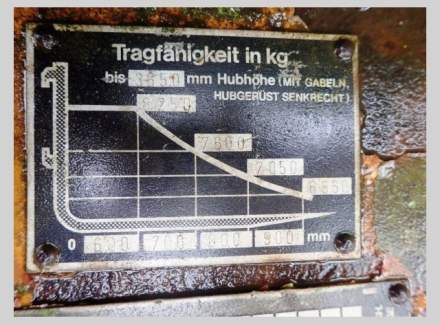 Tragfähigkeit in kg
bis 3850 mm Hubhöhe (MIT GABELN,
HUBGERÜST SENKRECHT)
7600
7050
6650
0 600 700 800 900 mm